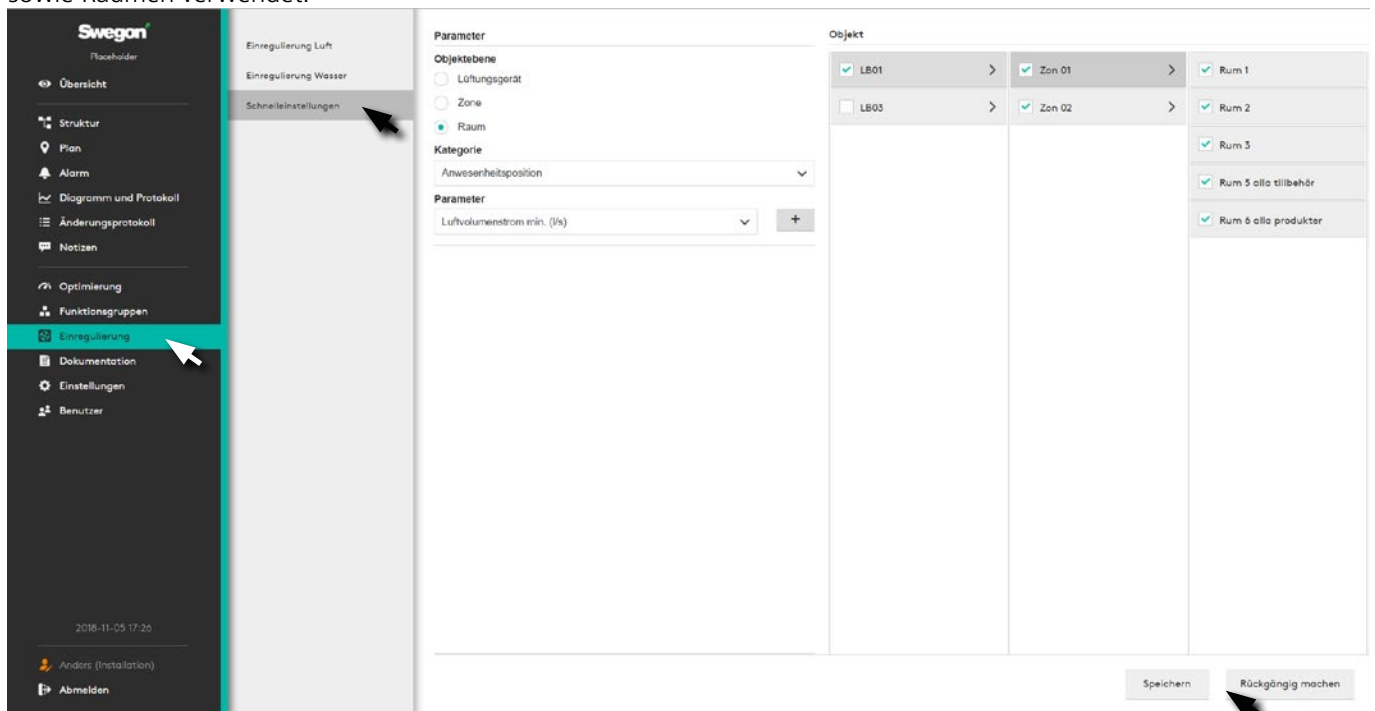 sowie Räumen verwendet.
Swegon
Placeholder
Übersicht
Struktur
Plan
Alarm
Diagramm und Protokoll
Änderungsprotokoll
Notizen
Optimierung
Funktionsgruppen
Einregulierung
Dokumentation
Einstellungen
Benutzer
2018-11-05 17:26
Anders (Installation)
Abmelden
Einregulierung Luft
Einregulierung Wasser
Schnelleinstellungen
Parameter
Objektebene
Lüftungsgerät
Zone
Raum
Kategorie
Anwesenheitsposition
Parameter
Luftvolumenstrom min. (l/s)
+
Objekt
LB01
LB03
Zon 01
Zon 02
Rum 1
Rum 2
Rum 3
Rum 5 alla tillbehör
Rum 6 alla produkter
Speichern
Rückgängig machen